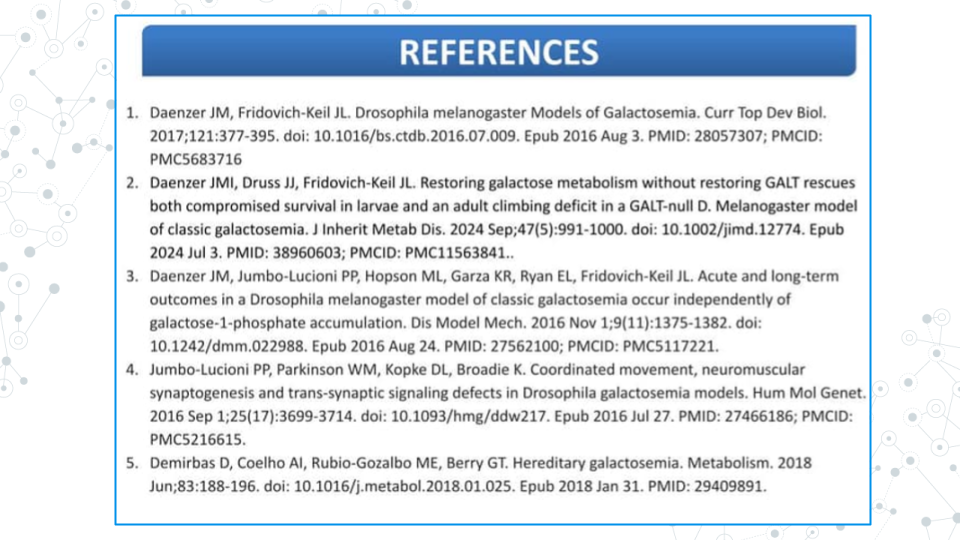 REFERENCES
1. Daenzer JM, Fridovich-Keil JL. Drosophila melanogaster Models of Galactosemia. Curr Top Dev Biol.
2017;121:377-395. doi: 10.1016/bs.ctdb.2016.07.009. Epub 2016 Aug 3. PMID: 28057307; PMCID:
PMC5683716
2. Daenzer JMI, Druss JJ, Fridovich-Keil JL. Restoring galactose metabolism without restoring GALT rescues
both compromised survival in larvae and an adult climbing deficit in a GALT-null D. Melanogaster model
of classic galactosemia. J Inherit Metab Dis. 2024 Sep;47(5):991-1000. doi: 10.1002/jimd.12774. Epub
2024 Jul 3. PMID: 38960603; PMCID: PMC11563841..
3. Daenzer JM, Jumbo-Lucioni PP, Hopson ML, Garza KR, Ryan EL, Fridovich-Keil JL. Acute and long-term
outcomes in a Drosophila melanogaster model of classic galactosemia occur independently of
galactose-1-phosphate accumulation. Dis Model Mech. 2016 Nov 1;9(11):1375-1382. doi:
10.1242/dmm.022988. Epub 2016 Aug 24. PMID: 27562100; PMCID: PMC5117221.
4. Jumbo-Lucioni PP, Parkinson WM, Kopke DL, Broadie K. Coordinated movement, neuromuscular
synaptogenesis and trans-synaptic signaling defects in Drosophila galactosemia models. Hum Mol Genet.
2016 Sep 1;25(17):3699-3714. doi: 10.1093/hmg/ddw217. Epub 2016 Jul 27. PMID: 27466186; PMCID:
PMC5216615.
5. Demirbas D, Coelho AI, Rubio-Gozalbo ME, Berry GT. Hereditary galactosemia. Metabolism. 2018
Jun;83:188-196. doi: 10.1016/j.metabol.2018.01.025. Epub 2018 Jan 31. PMID: 29409891.